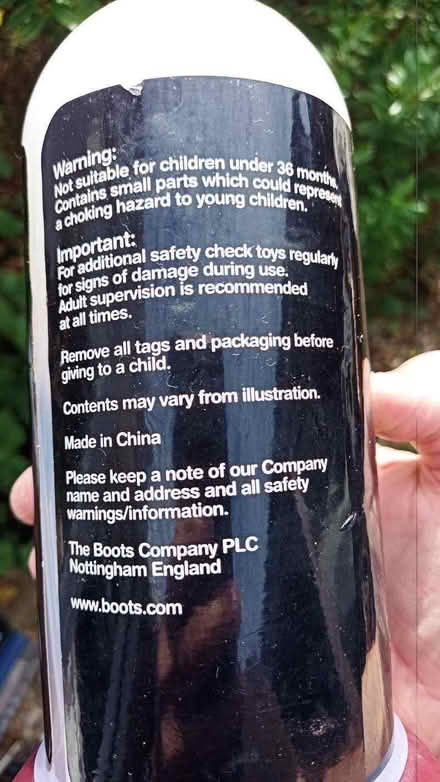 Warning:
Not suitable for children under 36 months.
Contains small parts which could represent
a choking hazard to young children.
Important:
For additional safety check toys regularly
for signs of damage during use.
Adult supervision is recommended
at all times.
Remove all tags and packaging before
giving to a child.
Contents may vary from illustration.
Made in China
Please keep a note of our Company
name and address and all safety
warnings/information.
The Boots Company PLC
Nottingham England
www.boots.com